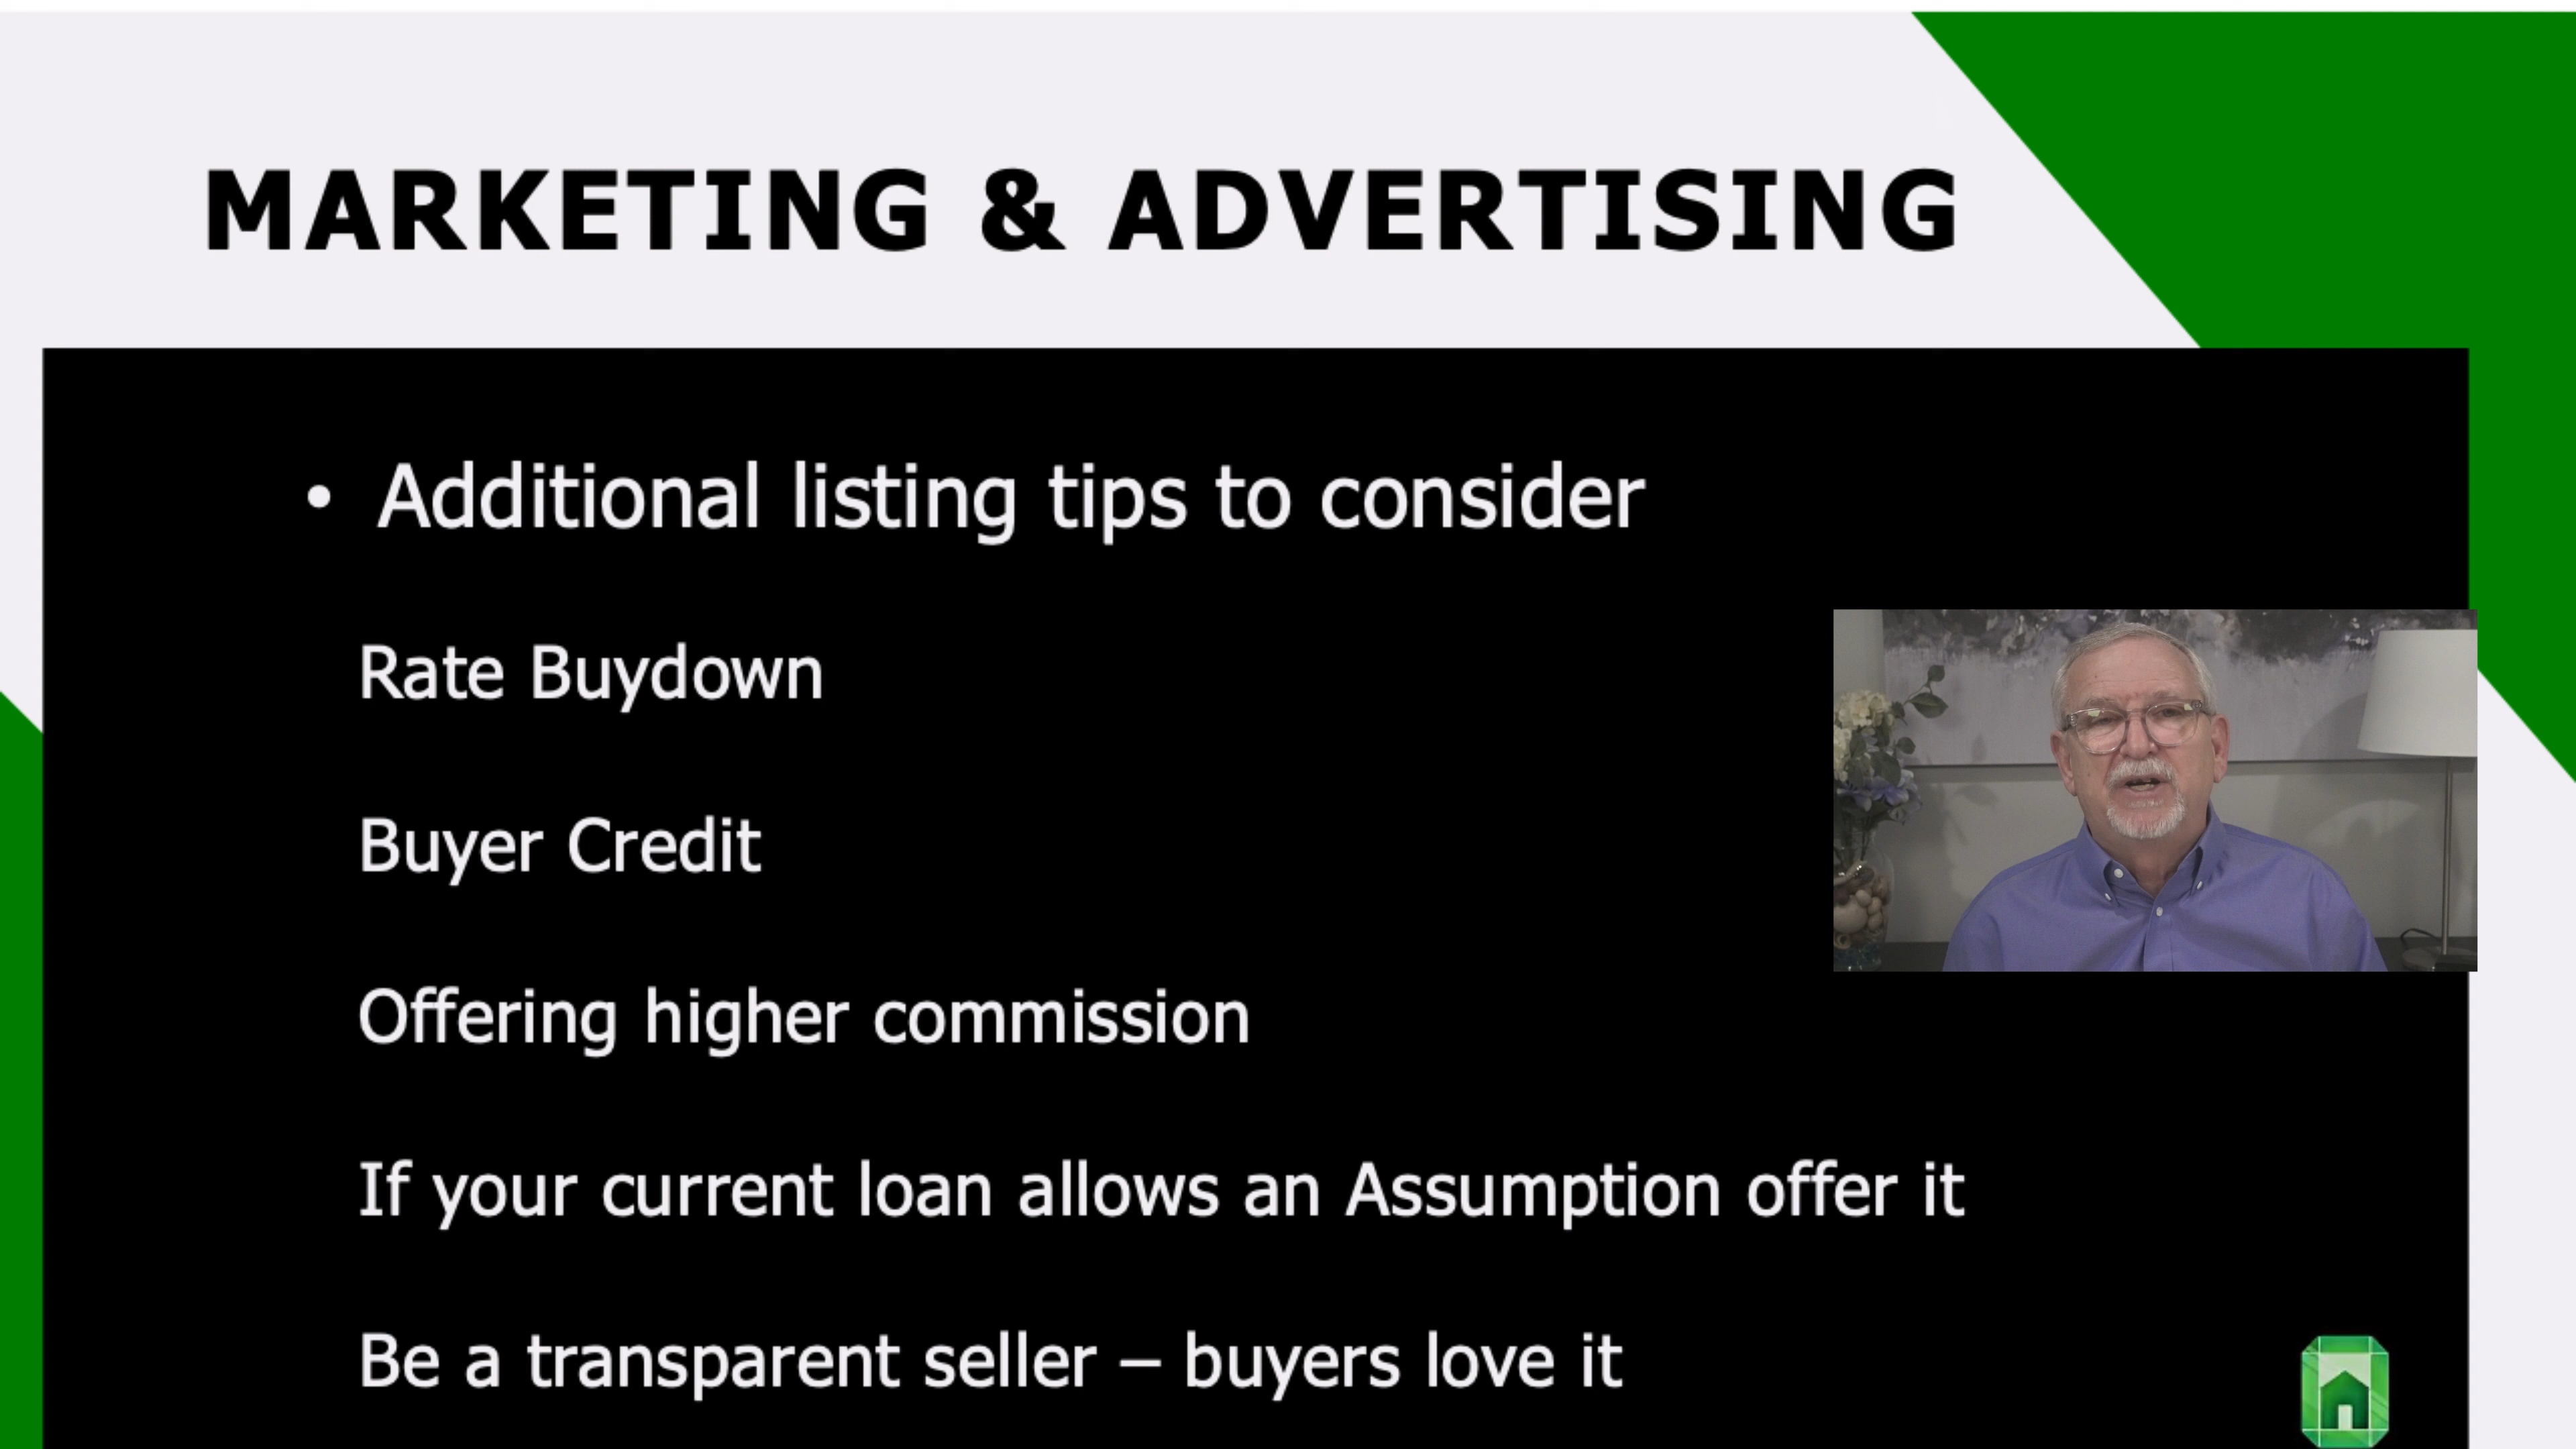 MARKETING & ADVERTISING
• Additional listing tips to consider
Rate Buydown
Buyer Credit
Offering higher commission
If your current loan allows an Assumption offer it
Be a transparent seller – buyers love it